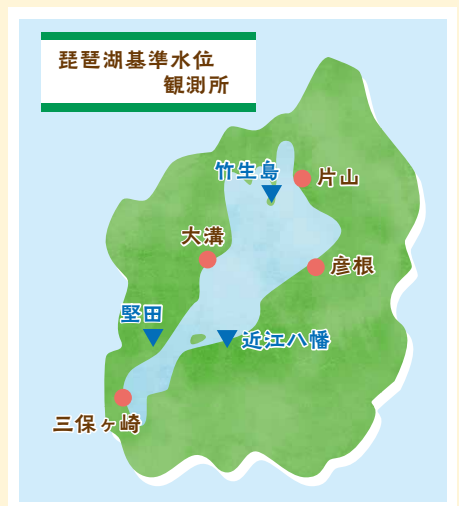 琵琶湖基準水位
観測所
竹生島
片山
大溝
彦根
堅田
近江八幡
三保ヶ崎